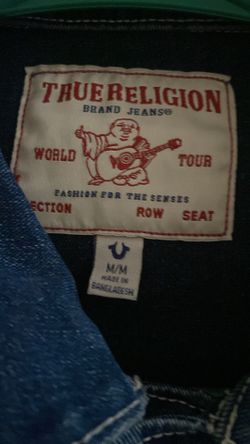 TRUE RELIGION
BRAND JEANS®
WORLD TOUR
FASHION FOR THE SENSES
ECTION ROW SEAT
M/M
MADE IN
BANGLADESH